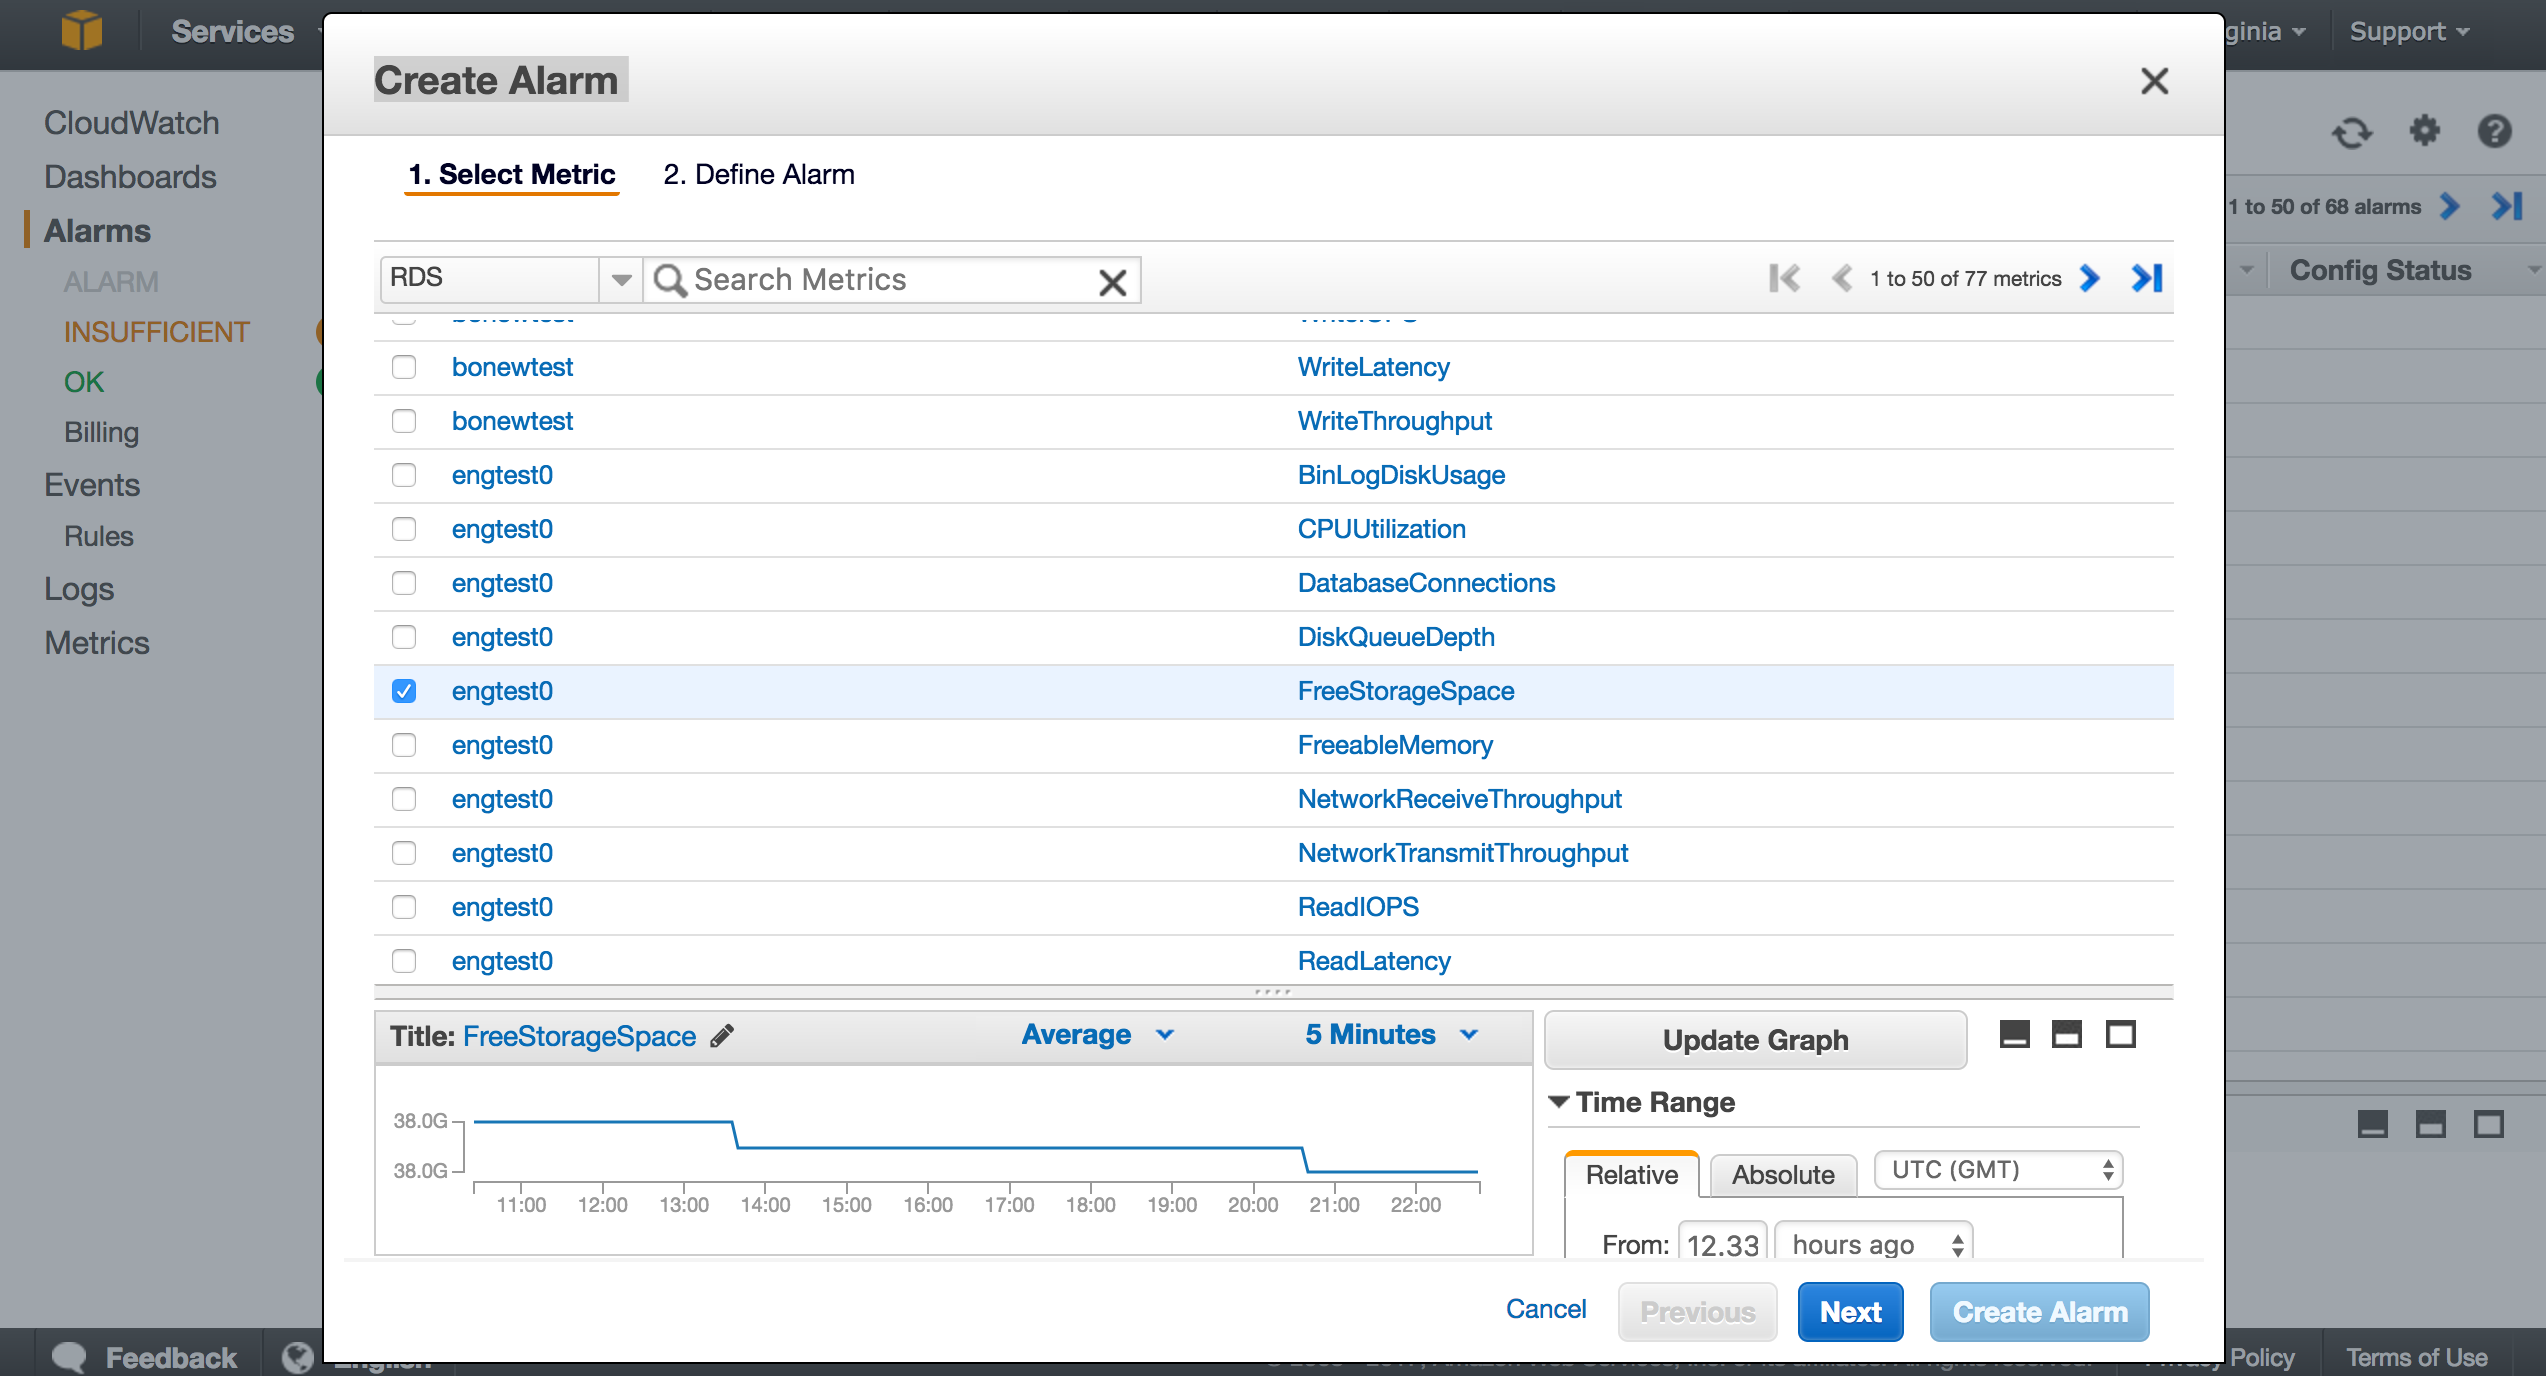 Services
ginia
Support
Create Alarm
CloudWatch
Dashboards
Alarms
ALARM
INSUFFICIENT
OK
Billing
Events
Rules
Logs
Metrics
1 to 50 of 68 alarms
Config Status
1. Select Metric 2. Define Alarm
RDS Search Metrics 1 to 50 of 77 metrics
bonewtest WriteLatency
bonewtest WriteThroughput
engtest0 BinLogDiskUsage
engtest0 CPUUtilization
engtest0 DatabaseConnections
engtest0 DiskQueueDepth
engtest0 FreeStorageSpace
engtest0 FreeableMemory
engtest0 NetworkReceiveThroughput
engtest0 NetworkTransmitThroughput
engtest0 ReadIOPS
engtest0 ReadLatency
Title: FreeStorageSpace Average 5 Minutes
38.0G
38.0G
11:00 12:00 13:00 14:00 15:00 16:00 17:00 18:00 19:00 20:00 21:00 22:00
Update Graph
Time Range
Relative Absolute UTC (GMT)
From: 12.33 hours ago
Cancel Previous Next Create Alarm
Feedback English Policy Terms of Use